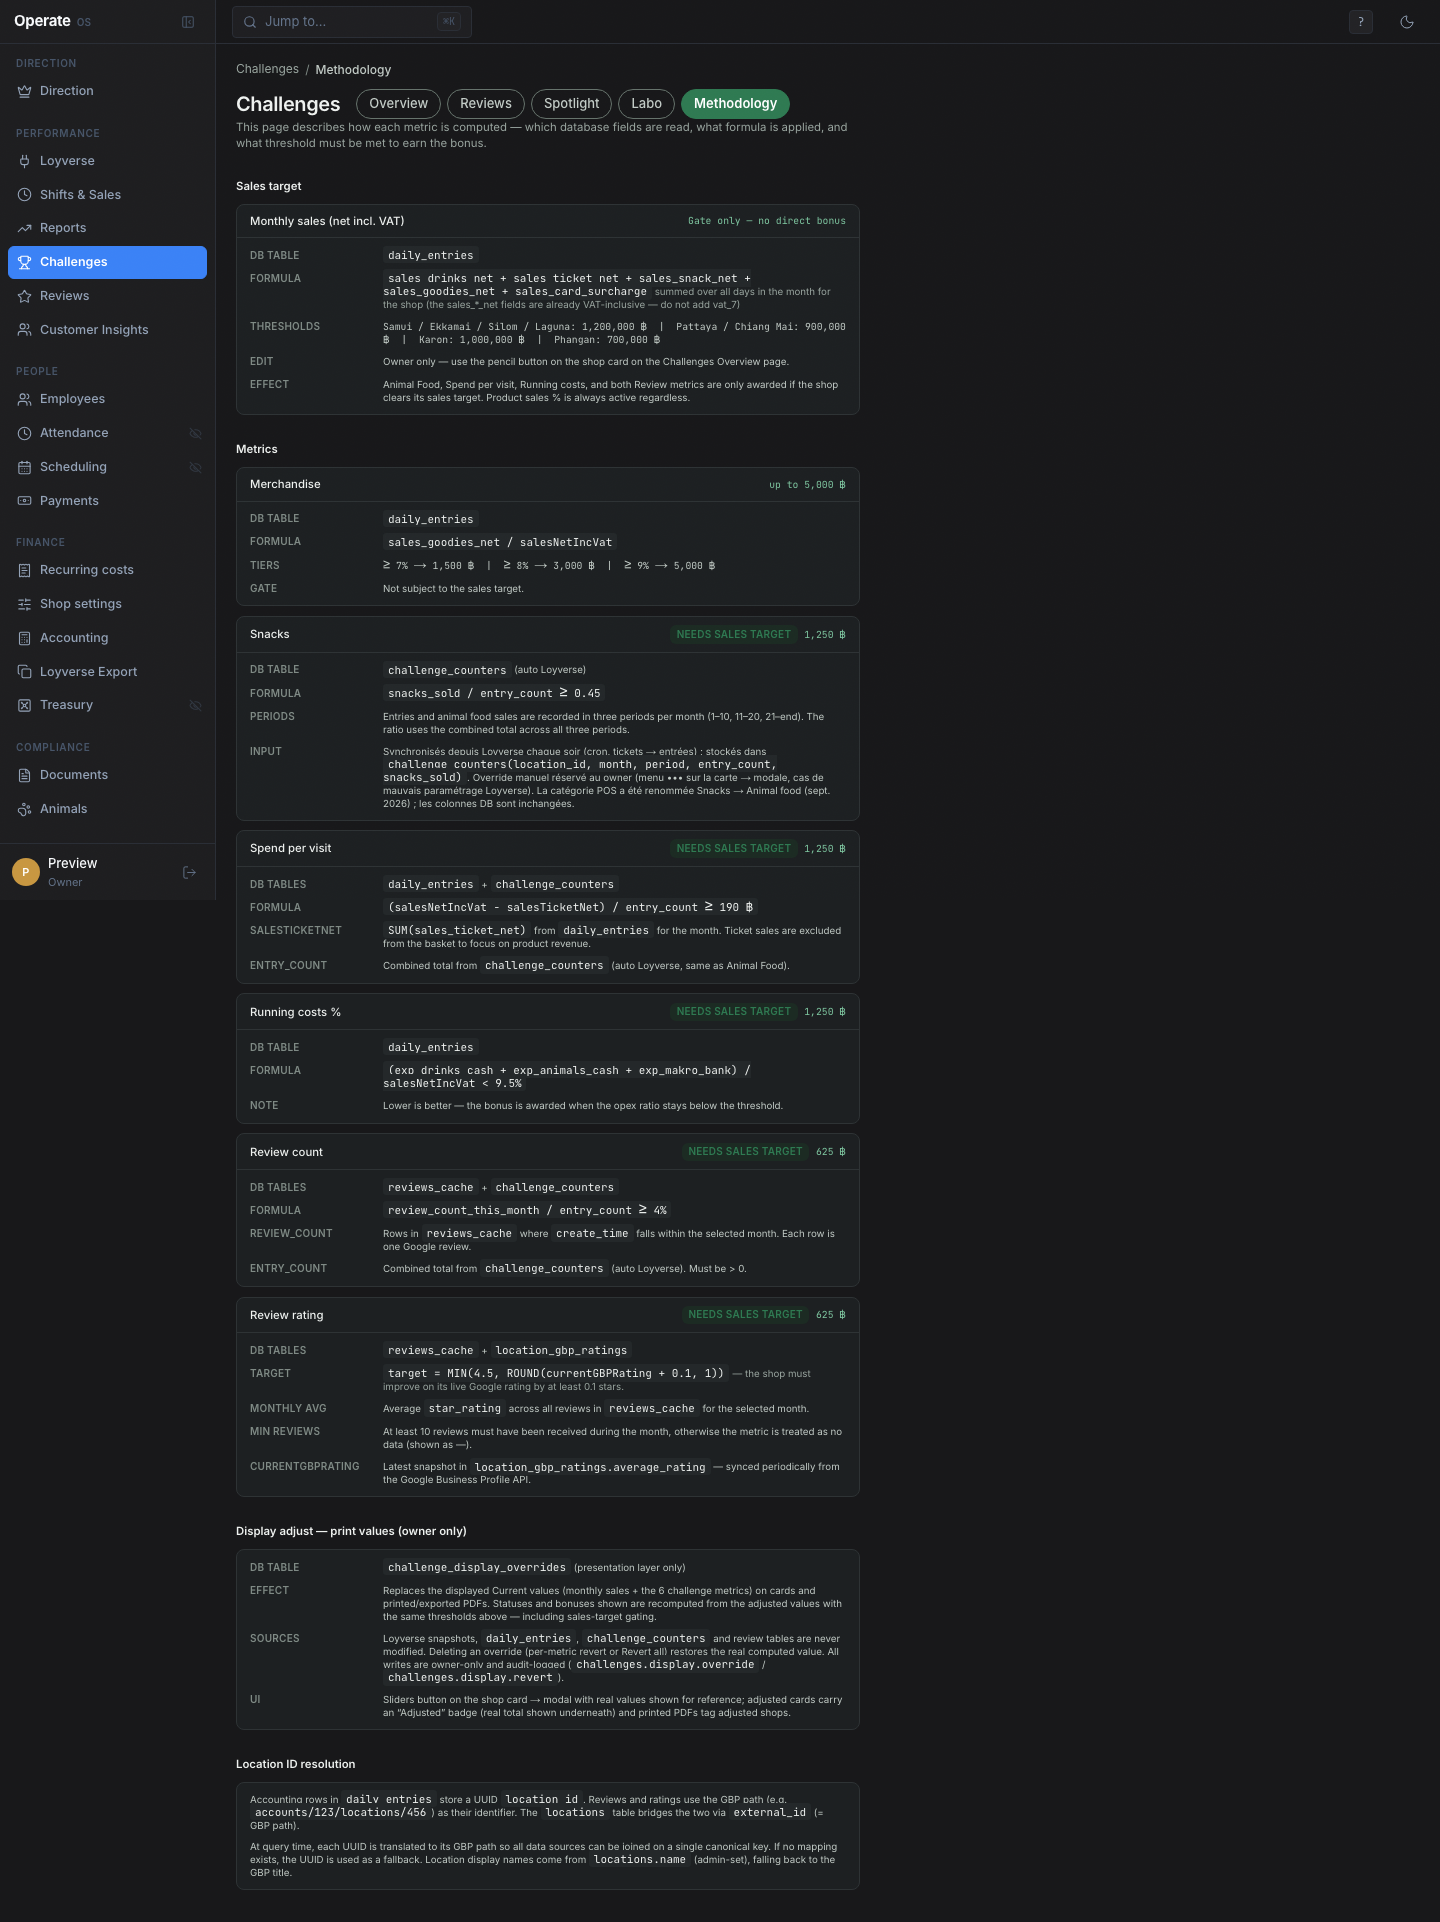 Operate OS
Jump to...
⌘K
?
DIRECTION
Direction
PERFORMANCE
Loyverse
Shifts & Sales
Reports
Challenges
Reviews
Customer Insights
PEOPLE
Employees
Attendance
Scheduling
Payments
FINANCE
Recurring costs
Shop settings
Accounting
Loyverse Export
Treasury
COMPLIANCE
Documents
Animals
P
Preview
Owner
Challenges / Methodology
Challenges
Overview
Reviews
Spotlight
Labo
Methodology
This page describes how each metric is computed — which database fields are read, what formula is applied, and
what threshold must be met to earn the bonus.
Sales target
Monthly sales (net incl. VAT)
Gate only — no direct bonus
DB TABLE
daily_entries
FORMULA
sales_drinks_net + sales_ticket_net + sales_snack_net +
sales_goodies_net + sales_card_surcharge summed over all days in the month for
the shop (the sales_*_net fields are already VAT-inclusive — do not add vat_7)
THRESHOLDS
Samui / Ekkamai / Silom / Laguna: 1,200,000 ฿ | Pattaya / Chiang Mai: 900,000
฿ | Karon: 1,000,000 ฿ | Phangan: 700,000 ฿
EDIT
Owner only — use the pencil button on the shop card on the Challenges Overview page.
EFFECT
Animal Food, Spend per visit, Running costs, and both Review metrics are only awarded if the shop
clears its sales target. Product sales % is always active regardless.
Metrics
Merchandise
up to 5,000 ฿
DB TABLE
daily_entries
FORMULA
sales_goodies_net / salesNetIncVat
TIERS
≥ 7% → 1,500 ฿ | ≥ 8% → 3,000 ฿ | ≥ 9% → 5,000 ฿
GATE
Not subject to the sales target.
Snacks
NEEDS SALES TARGET 1,250 ฿
DB TABLE
challenge_counters (auto Loyverse)
FORMULA
snacks_sold / entry_count ≥ 0.45
PERIODS
Entries and animal food sales are recorded in three periods per month (1–10, 11–20, 21–end). The
ratio uses the combined total across all three periods.
INPUT
Synchronisés depuis Loyverse chaque soir (cron, tickets → entrées) ; stockés dans
challenge_counters(location_id, month, period, entry_count,
snacks_sold) . Override manuel réservé au owner (menu ••• sur la carte → modale, cas de
mauvais paramétrage Loyverse). La catégorie POS a été renommée Snacks → Animal food (sept.
2026) ; les colonnes DB sont inchangées.
Spend per visit
NEEDS SALES TARGET 1,250 ฿
DB TABLES
daily_entries + challenge_counters
FORMULA
(salesNetIncVat - salesTicketNet) / entry_count ≥ 190 ฿
SALESTICKETNET
SUM(sales_ticket_net) from daily_entries for the month. Ticket sales are excluded
from the basket to focus on product revenue.
ENTRY_COUNT
Combined total from challenge_counters (auto Loyverse, same as Animal Food).
Running costs %
NEEDS SALES TARGET 1,250 ฿
DB TABLE
daily_entries
FORMULA
(exp_drinks_cash + exp_animals_cash + exp_makro_bank) /
salesNetIncVat < 9.5%
NOTE
Lower is better — the bonus is awarded when the opex ratio stays below the threshold.
Review count
NEEDS SALES TARGET 625 ฿
DB TABLES
reviews_cache + challenge_counters
FORMULA
review_count_this_month / entry_count ≥ 4%
REVIEW_COUNT
Rows in reviews_cache where create_time falls within the selected month. Each row is
one Google review.
ENTRY_COUNT
Combined total from challenge_counters (auto Loyverse). Must be > 0.
Review rating
NEEDS SALES TARGET 625 ฿
DB TABLES
reviews_cache + location_gbp_ratings
TARGET
target = MIN(4.5, ROUND(currentGBPRating + 0.1, 1)) — the shop must
improve on its live Google rating by at least 0.1 stars.
MONTHLY AVG
Average star_rating across all reviews in reviews_cache for the selected month.
MIN REVIEWS
At least 10 reviews must have been received during the month, otherwise the metric is treated as no
data (shown as —).
CURRENTGBPRATING
Latest snapshot in location_gbp_ratings.average_rating — synced periodically from
the Google Business Profile API.
Display adjust — print values (owner only)
DB TABLE
challenge_display_overrides (presentation layer only)
EFFECT
Replaces the displayed Current values (monthly sales + the 6 challenge metrics) on cards and
printed/exported PDFs. Statuses and bonuses shown are recomputed from the adjusted values with
the same thresholds above — including sales-target gating.
SOURCES
Loyverse snapshots, daily_entries , challenge_counters and review tables are never
modified. Deleting an override (per-metric revert or Revert all) restores the real computed value. All
writes are owner-only and audit-logged ( challenges.display.override /
challenges.display.revert ).
UI
Sliders button on the shop card → modal with real values shown for reference; adjusted cards carry
an “Adjusted” badge (real total shown underneath) and printed PDFs tag adjusted shops.
Location ID resolution
Accounting rows in daily_entries store a UUID location_id . Reviews and ratings use the GBP path (e.g.
accounts/123/locations/456 ) as their identifier. The locations table bridges the two via external_id (=
GBP path).
At query time, each UUID is translated to its GBP path so all data sources can be joined on a single canonical key. If no mapping
exists, the UUID is used as a fallback. Location display names come from locations.name (admin-set), falling back to the
GBP title.